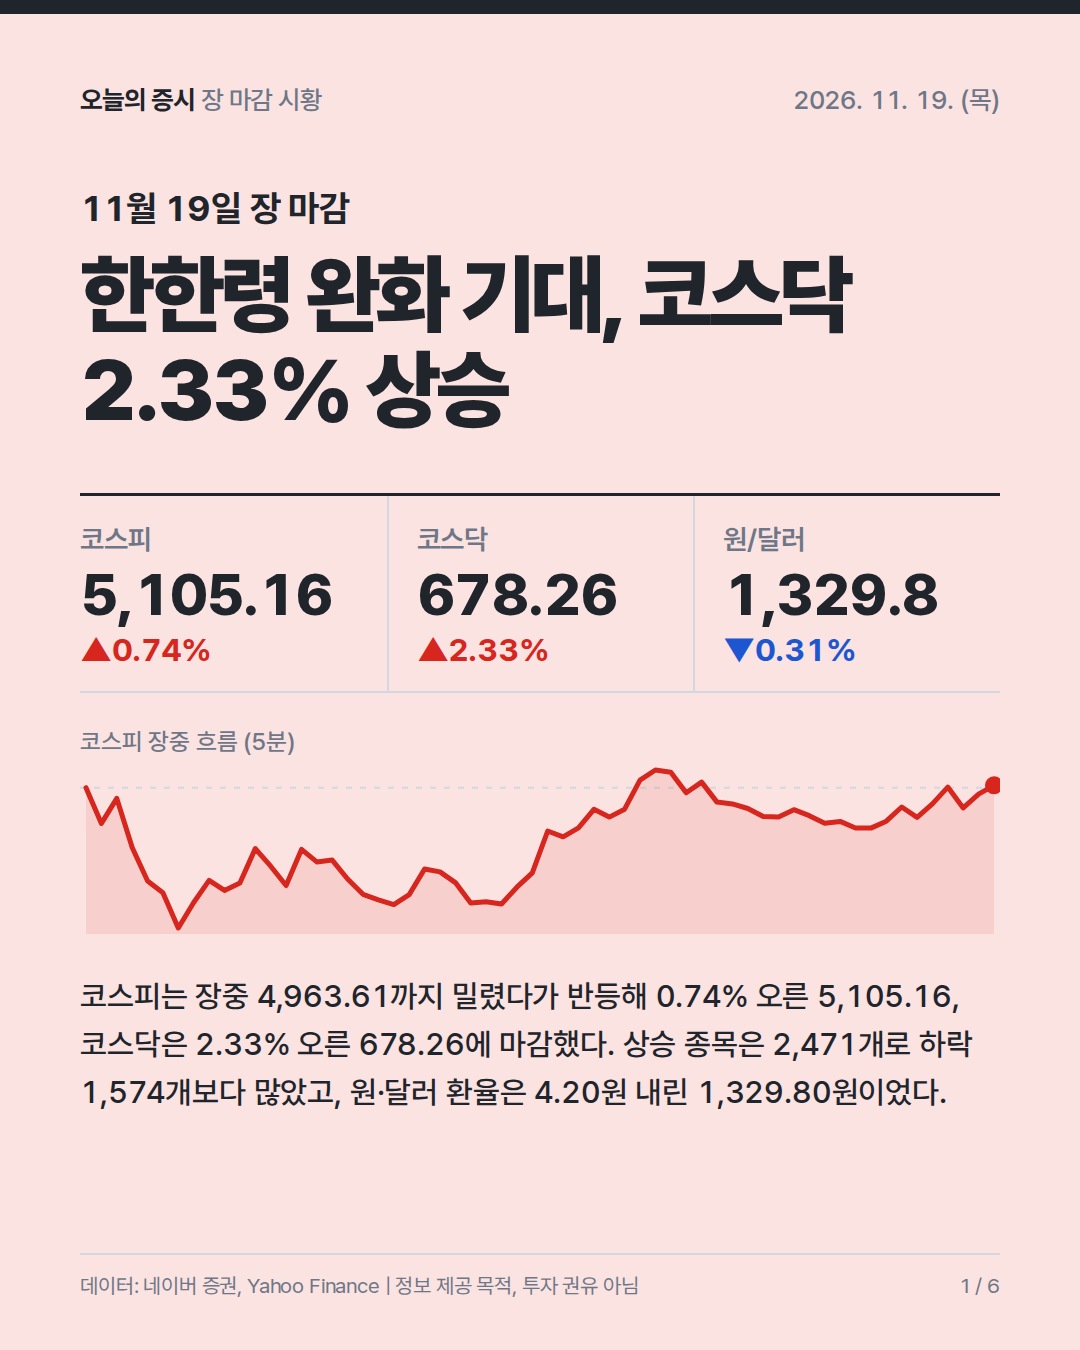 오늘의 증시 장 마감 시황
2026. 11. 19. (목)
11월 19일 장 마감
한한령 완화 기대, 코스닥
2.33% 상승
코스피
5,105.16
▲0.74%
코스닥
678.26
▲2.33%
원/달러
1,329.8
▼0.31%
코스피 장중 흐름 (5분)
코스피는 장중 4,963.61까지 밀렸다가 반등해 0.74% 오른 5,105.16,
코스닥은 2.33% 오른 678.26에 마감했다. 상승 종목은 2,471개로 하락
1,574개보다 많았고, 원·달러 환율은 4.20원 내린 1,329.80원이었다.
데이터: 네이버 증권, Yahoo Finance | 정보 제공 목적, 투자 권유 아님
1 / 6